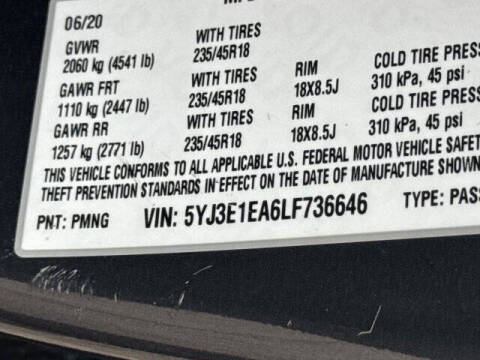 06/20
GVWR WITH TIRES
2060 kg (4541 lb) 235/45R18
GAWR FRT WITH TIRES RIM COLD TIRE PRESS
1110 kg (2447 lb) 235/45R18 18X8.5J 310 kPa, 45 psi
GAWR RR WITH TIRES RIM COLD TIRE PRESS
1257 kg (2771 lb) 235/45R18 18X8.5J 310 kPa, 45 psi
THIS VEHICLE CONFORMS TO ALL APPLICABLE U.S. FEDERAL MOTOR VEHICLE SAFET
THEFT PREVENTION STANDARDS IN EFFECT ON THE DATE OF MANUFACTURE SHOWN
PNT: PMNG VIN: 5YJ3E1EA6LF736646 TYPE: PAS